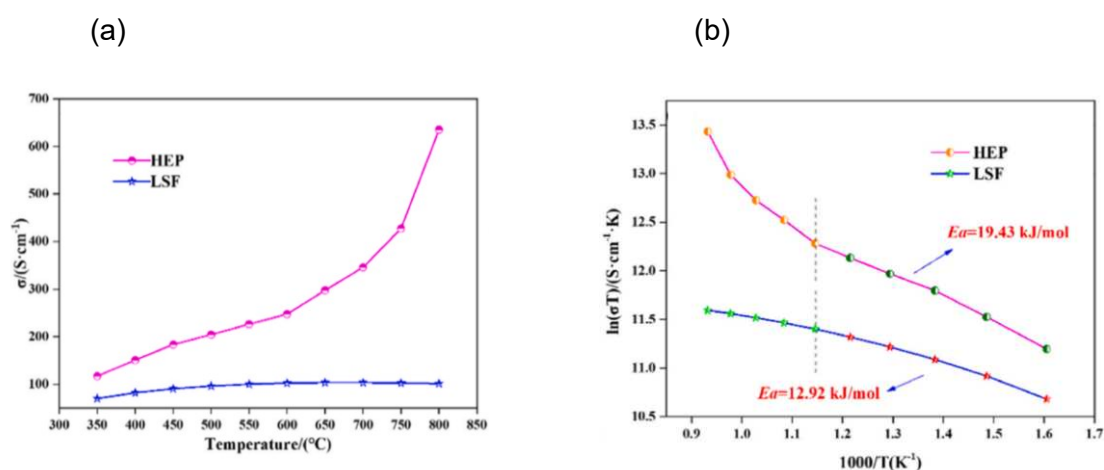 (a)
(b)
700
600
500
400
300
200
100
σ/(S·cm⁻¹)
HEP
LSF
300 350 400 450 500 550 600 650 700 750 800 850
Temperature/(°C)
13.5
13.0
12.5
12.0
11.5
11.0
10.5
ln(σT)/(S·cm⁻¹·K)
HEP
LSF
Ea=19.43 kJ/mol
Ea=12.92 kJ/mol
0.9 1.0 1.1 1.2 1.3 1.4 1.5 1.6 1.7
1000/T(K⁻¹)